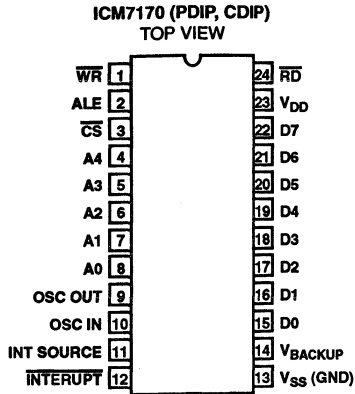 ICM7170 (PDIP, CDIP)
TOP VIEW
WR 1 24 RD
ALE 2 23 VDD
CS 3 22 D7
A4 4 21 D6
A3 5 20 D5
A2 6 19 D4
A1 7 18 D3
A0 8 17 D2
OSC OUT 9 16 D1
OSC IN 10 15 D0
INT SOURCE 11 14 VBACKUP
INTERUPT 12 13 VSS (GND)